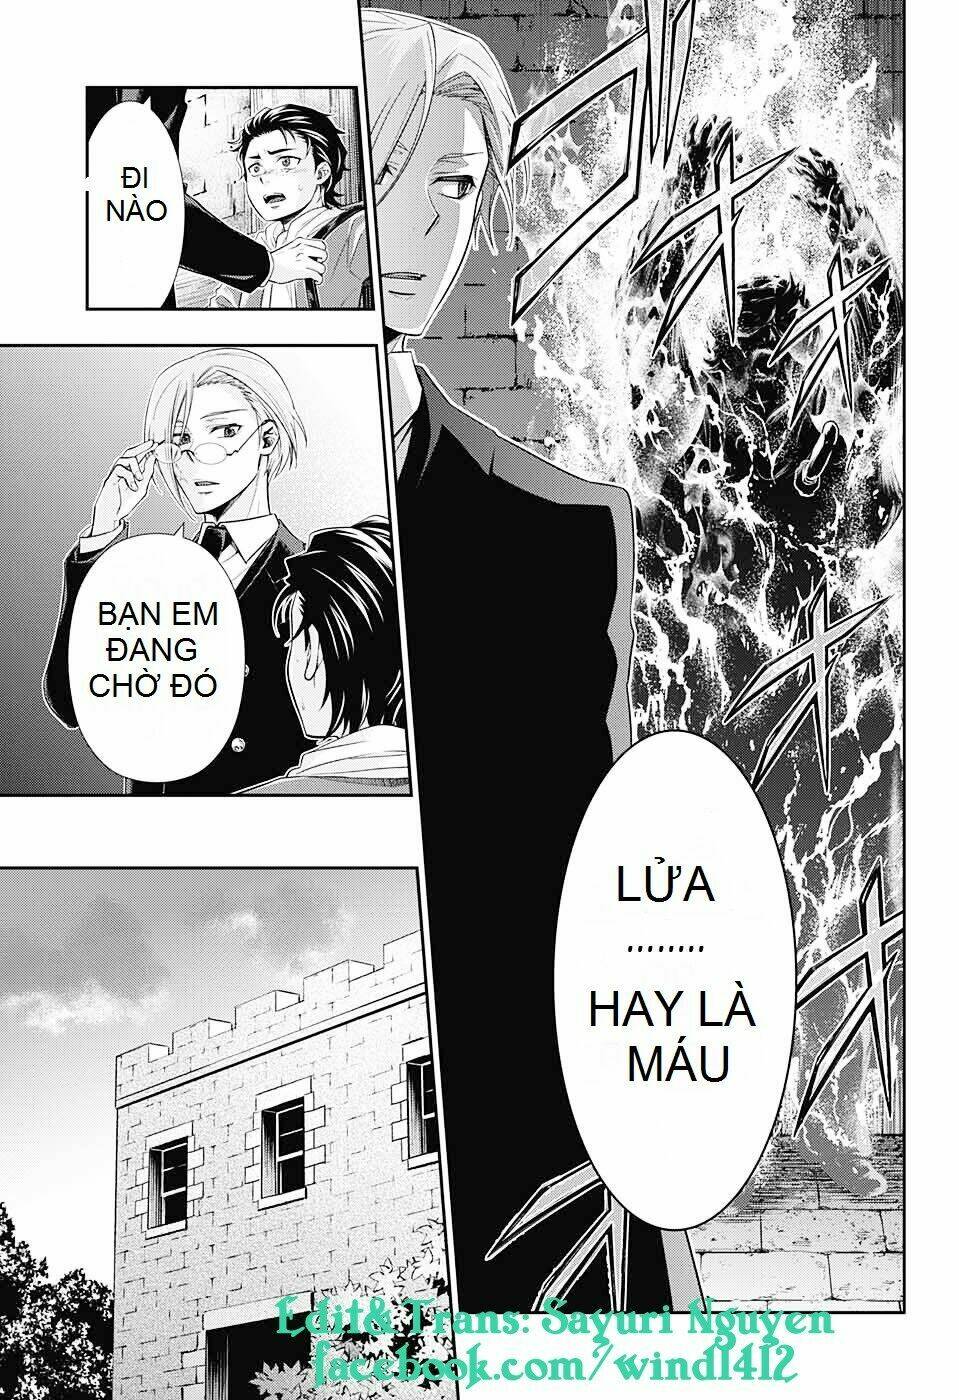 LỬA
........
HAY LÀ
MÁU
ĐI
NÀO
BẠN EM
ĐANG
CHỜ ĐÓ
Edit& Trans: Sayuri Nguyen
facebook.com/wind1412